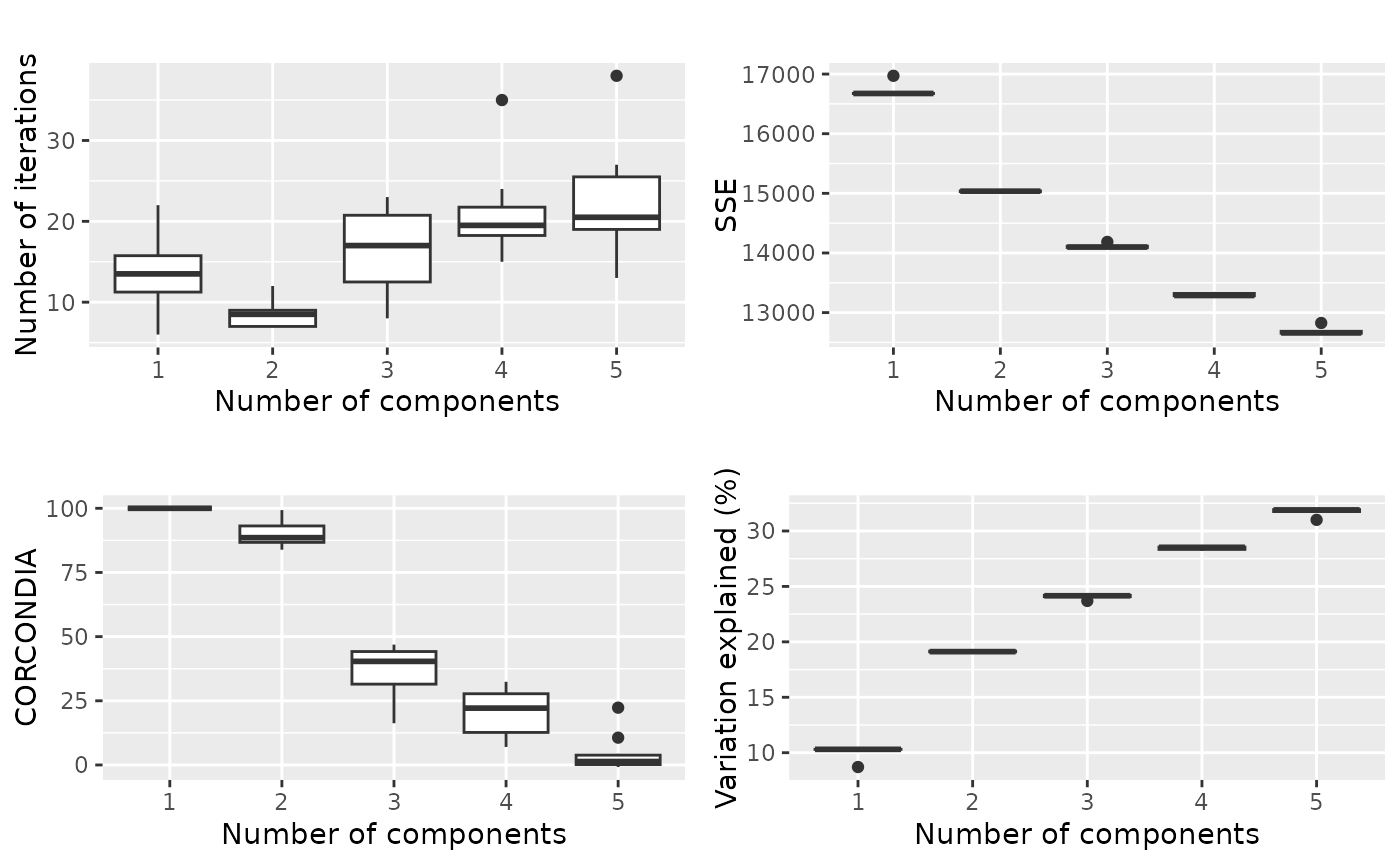 Number of iterations
30
20
10
1 2 3 4 5
Number of components
SSE
17000
16000
15000
14000
13000
1 2 3 4 5
Number of components
CORCONDIA
100
75
50
25
0
1 2 3 4 5
Number of components
Variation explained (%)
30
25
20
15
10
1 2 3 4 5
Number of components